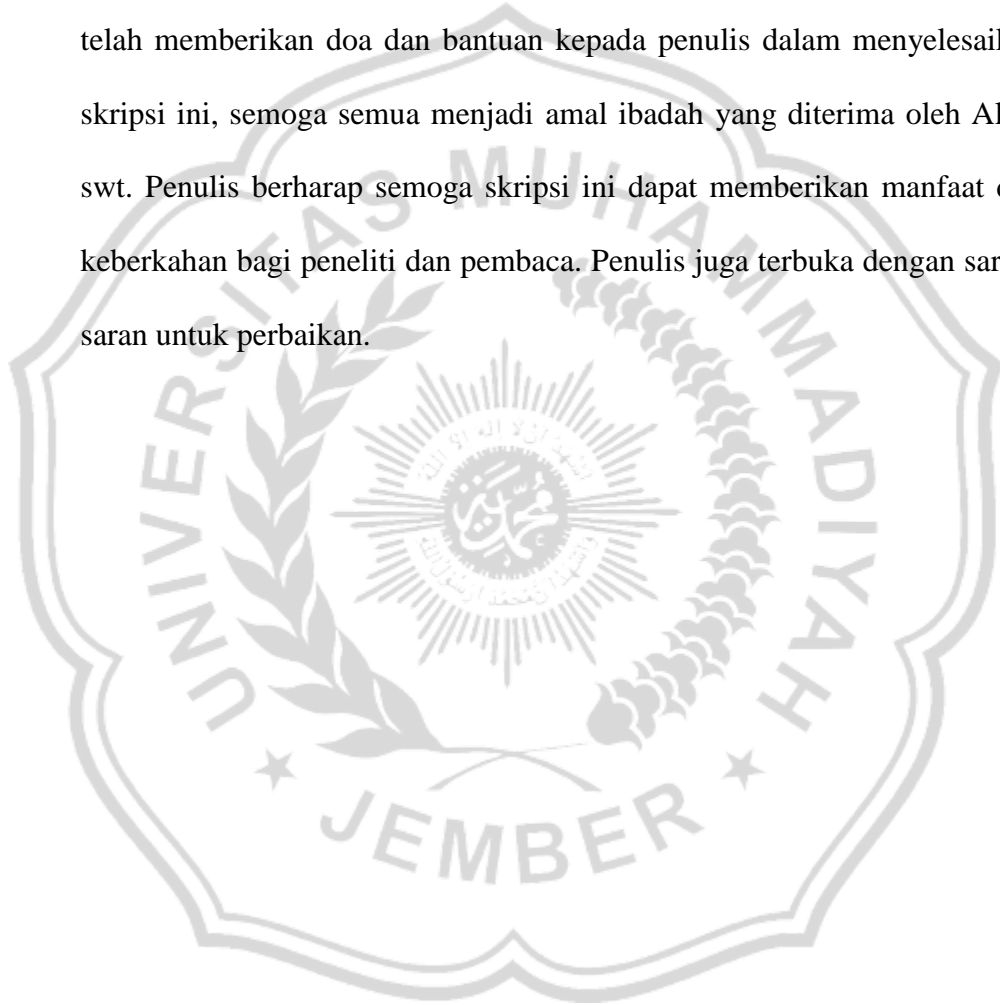 telah memberikan doa dan bantuan kepada penulis dalam menyelesaik
skripsi ini, semoga semua menjadi amal ibadah yang diterima oleh Al
swt. Penulis berharap semoga skripsi ini dapat memberikan manfaat
keberkahan bagi peneliti dan pembaca. Penulis juga terbuka dengan sar
saran untuk perbaikan.
UNIVERSITAS MUHAMMADIYAH
JEMBER